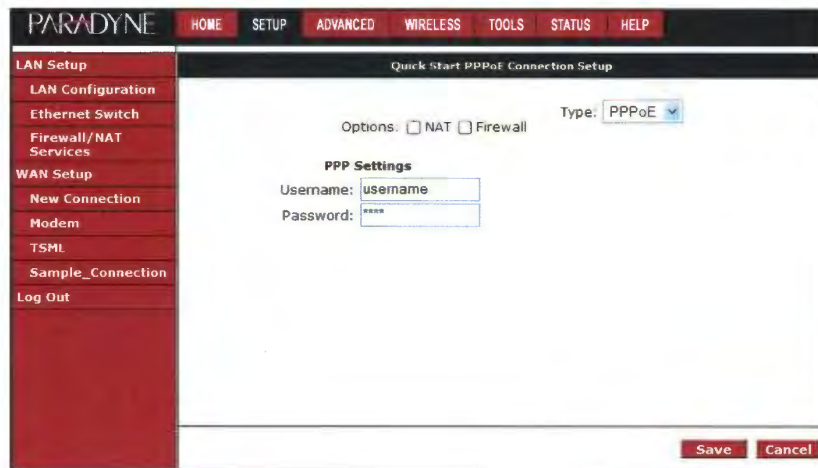 PARADYNE
HOME SETUP ADVANCED WIRELESS TOOLS STATUS HELP
LAN Setup
LAN Configuration
Ethernet Switch
Firewall/NAT
Services
WAN Setup
New Connection
Modem
TSML
Sample_Connection
Log Out
Quick Start PPPoE Connection Setup
Type: PPPoE
Options: NAT Firewall
PPP Settings
Username: username
Password: ****
Save Cancel